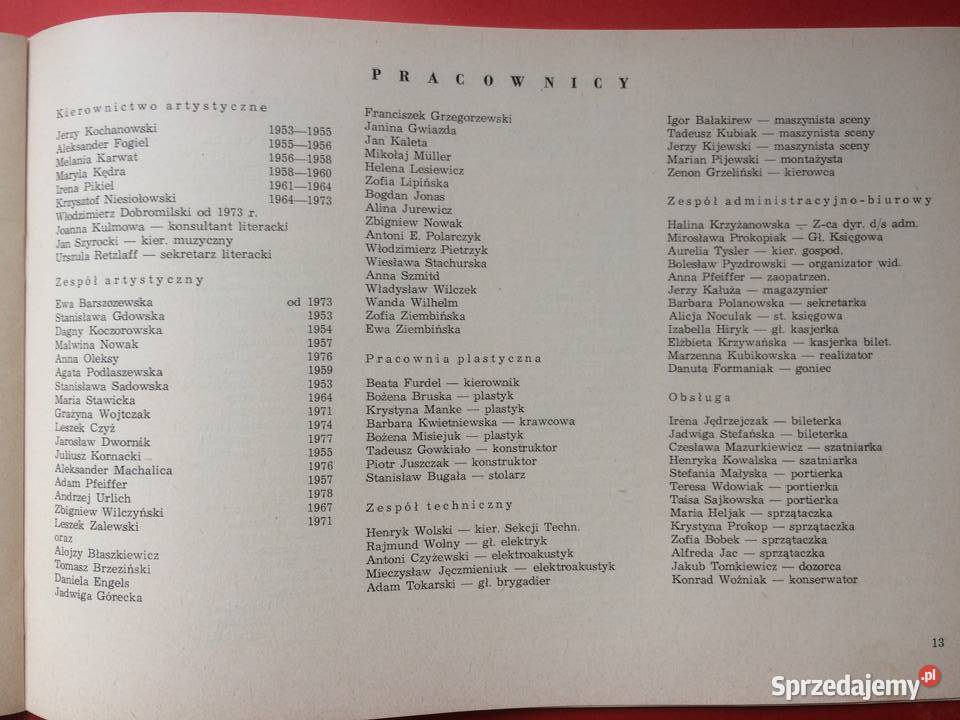 PRACOWNICY
Kierownictwo artystyczne
Jerzy Kochanowski 1953—1955
Aleksander Fogiel 1955—1956
Melania Karwat 1956—1958
Maryla Kędra 1958—1960
Irena Pikiel 1961—1964
Krzysztof Niesiołowski 1964—1973
Włodzimierz Dobromilski od 1973 r.
Joanna Kulmowa — konsultant literacki
Jan Szyrocki — kier. muzyczny
Urszula Retzlaff — sekretarz literacki
Zespół artystyczny
Ewa Barszozewska od 1973
Stanisława Gdowska 1953
Dagny Koczorowska 1954
Malwina Nowak 1957
Anna Oleksy 1976
Agata Podlaszewska 1959
Stanisława Sadowska 1953
Maria Stawicka 1964
Grażyna Wojtczak 1971
Leszek Czyż 1974
Jarosław Dwornik 1977
Juliusz Kornacki 1955
Aleksander Machalica 1976
Adam Pfeiffer 1957
Andrzej Urlich 1978
Zbigniew Wilczyński 1967
Leszek Zalewski 1971
oraz
Alojzy Błaszkiewicz
Tomasz Brzeziński
Daniela Engels
Jadwiga Górecka
Franciszek Grzegorzewski
Janina Gwiazda
Jan Kaleta
Mikołaj Müller
Helena Lesiewicz
Zofia Lipińska
Bogdan Jonas
Alina Jurewicz
Zbigniew Nowak
Antoni E. Polarczyk
Włodzimierz Pietrzyk
Wiesława Stachurska
Anna Szmitd
Władysław Wilczek
Wanda Wilhelm
Zofia Ziembińska
Ewa Ziembińska
Pracownia plastyczna
Beata Furdel — kierownik
Bożena Bruska — plastyk
Krystyna Manke — plastyk
Barbara Kwietniewska — krawcowa
Bożena Misiejuk — plastyk
Tadeusz Gowkiało — konstruktor
Piotr Juszczak — konstruktor
Stanisław Bugała — stolarz
Zespół techniczny
Henryk Wolski — kier. Sekcji Techn.
Rajmund Wolny — gł. elektryk
Antoni Czyżewski — elektroakustyk
Mieczysław Jęczmieniuk — elektroakustyk
Adam Tokarski — gł. brygadier
Igor Bałakirew — maszynista sceny
Tadeusz Kubiak — maszynista sceny
Jerzy Kijewski — maszynista sceny
Marian Pijewski — montażysta
Zenon Grzeliński — kierowca
Zespół administracyjno-biurowy
Halina Krzyżanowska — Z-ca dyr. d/s adm.
Mirosława Prokopiak — Gł. Księgowa
Aurelia Tysler — kier. gospod.
Bolesław Pyzdrowski — organizator wid.
Anna Pfeiffer — zaopatrzen.
Jerzy Kałuża — magazynier
Barbara Polanowska — sekretarka
Alicja Noculak — st. księgowa
Izabella Hiryk — gł. kasjerka
Elżbieta Krzywańska — kasjerka bilet.
Marzenna Kubikowska — realizator
Danuta Formaniak — goniec
Obsługa
Irena Jędrzejczak — bileterka
Jadwiga Stefańska — bileterka
Czesława Mazurkiewicz — szatniarka
Henryka Kowalska — szatniarka
Stefania Małyska — portierka
Teresa Wdowiak — portierka
Taisa Sajkowska — portierka
Maria Heljak — sprzątaczka
Krystyna Prokop — sprzątaczka
Zofia Bobek — sprzątaczka
Alfreda Jac — sprzątaczka
Jakub Tomkiewicz — dozorca
Konrad Woźniak — konserwator
13
Sprzedajemy.pl